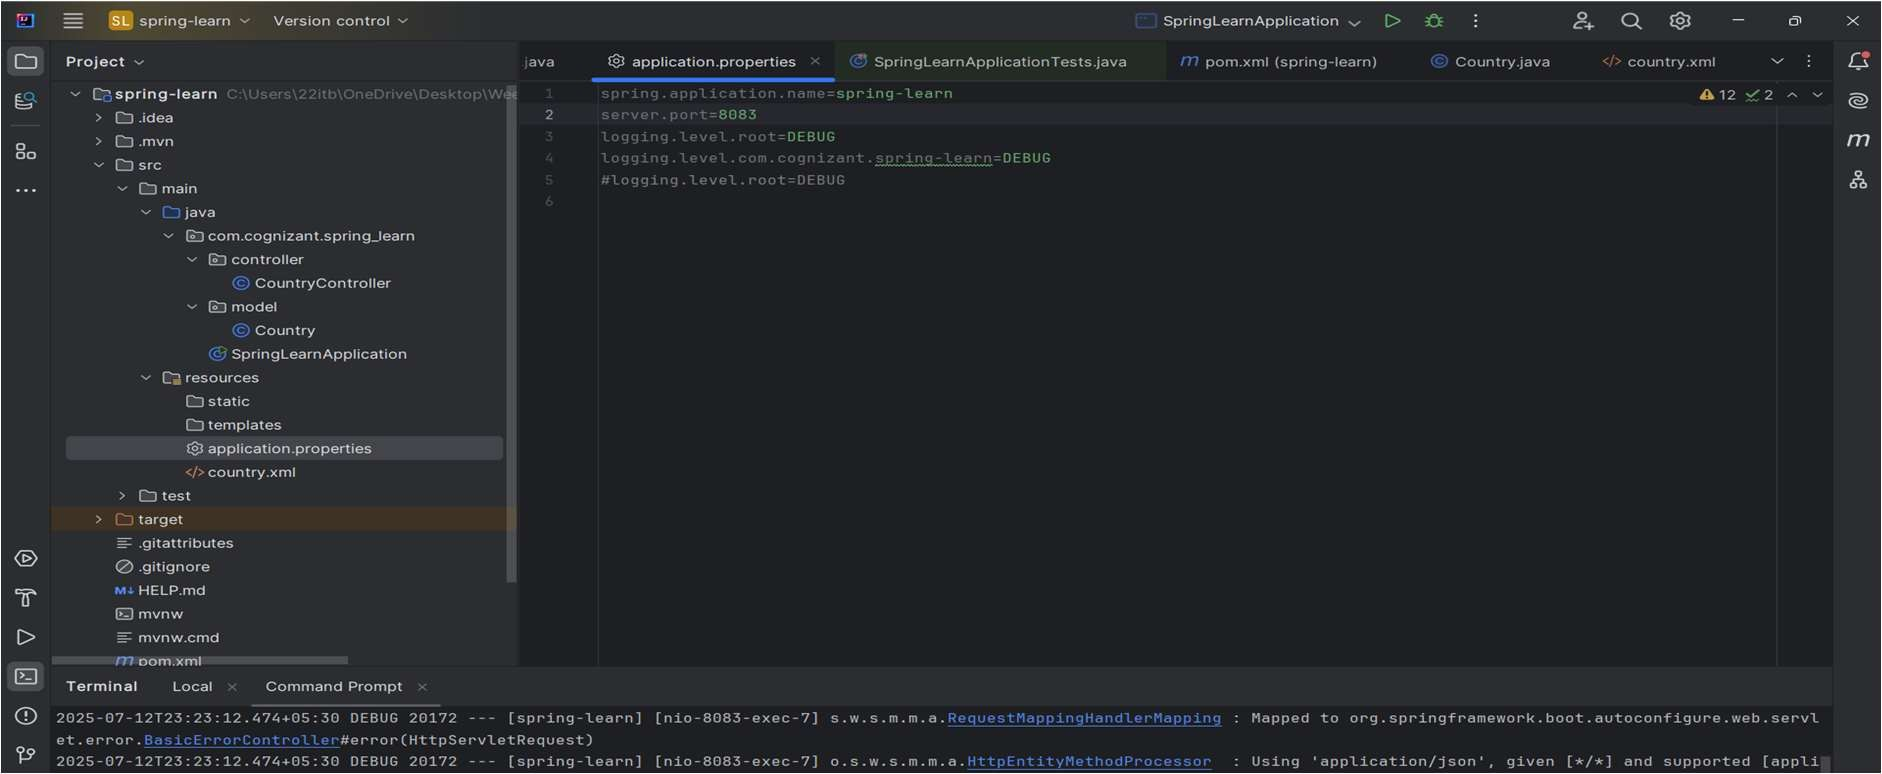 SL spring-learn Version control SpringLearnApplication
Project
spring-learn C:\Users\22itb\OneDrive\Desktop\Wee
.idea
.mvn
src
main
java
com.cognizant.spring_learn
controller
CountryController
model
Country
SpringLearnApplication
resources
static
templates
application.properties
country.xml
test
target
.gitattributes
.gitignore
M↓ HELP.md
mvnw
mvnw.cmd
m pom.xml
java application.properties SpringLearnApplicationTests.java m pom.xml (spring-learn) Country.java country.xml
12 2
1 spring.application.name=spring-learn
2 server.port=8083
3 logging.level.root=DEBUG
4 logging.level.com.cognizant.spring-learn=DEBUG
5 #logging.level.root=DEBUG
6
m
Terminal Local Command Prompt
2025-07-12T23:23:12.474+05:30 DEBUG 20172 --- [spring-learn] [nio-8083-exec-7] s.w.s.m.m.a.RequestMappingHandlerMapping : Mapped to org.springframework.boot.autoconfigure.web.servl
et.error.BasicErrorController#error(HttpServletRequest)
2025-07-12T23:23:12.474+05:30 DEBUG 20172 --- [spring-learn] [nio-8083-exec-7] o.s.w.s.m.m.a.HttpEntityMethodProcessor : Using 'application/json', given [*/*] and supported [appli